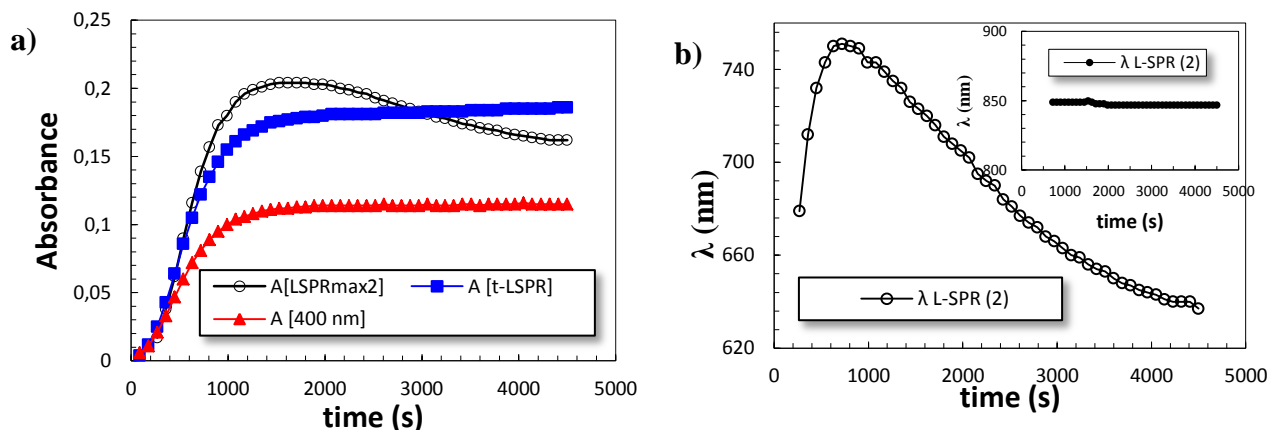 a)
0,25
0,2
0,15
0,1
0,05
0
Absorbance
A[LSPRmax2] A [t-LSPR]
A [400 nm]
0 1000 2000 3000 4000 5000
time (s)
b)
740
700
660
620
λ (nm)
λ L-SPR (2)
0 1000 2000 3000 4000 5000
time (s)
900
850
800
λ (nm)
λ L-SPR (2)
0 1000 2000 3000 4000 5000
time (s)